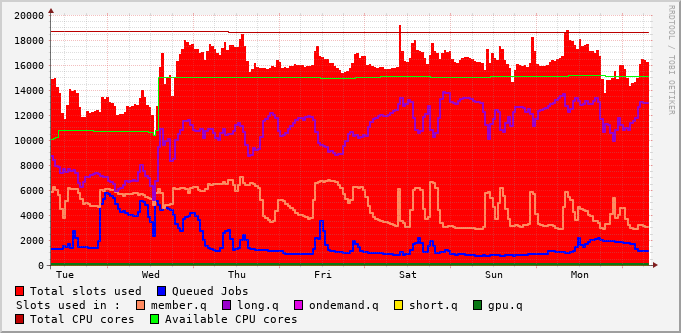 20000
18000
16000
14000
12000
10000
8000
6000
4000
2000
0
Tue Wed Thu Fri Sat Sun Mon
RRDTOOL / TOBI OETIKER
Total slots used Queued Jobs
Slots used in : member.q long.q ondemand.q short.q gpu.q
Total CPU cores Available CPU cores